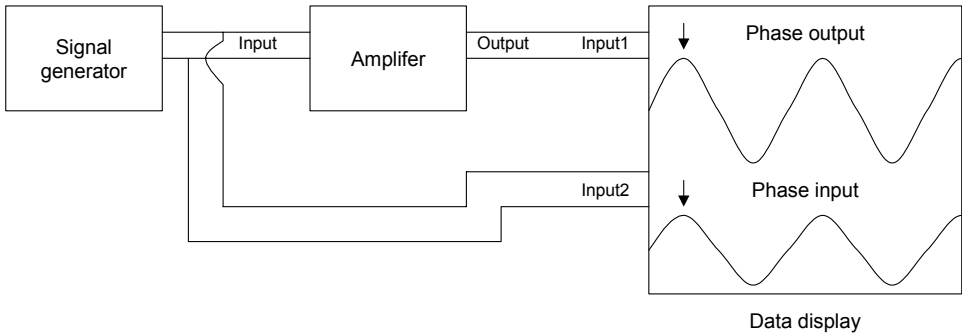 Signal
generator
Input
Amplifer
Output
Input1
Phase output
Input2
Phase input
Data display